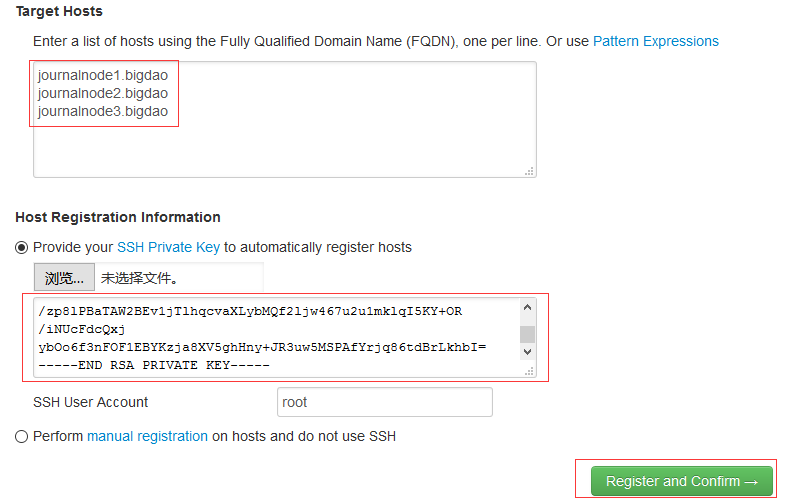 Target Hosts
Enter a list of hosts using the Fully Qualified Domain Name (FQDN), one per line. Or use Pattern Expressions
journalnode1.bigdao
journalnode2.bigdao
journalnode3.bigdao
Host Registration Information
Provide your SSH Private Key to automatically register hosts
浏览... 未选择文件。
/zp8lPBaTAW2BEv1jTlhqcvaXLybMQf2ljw467u2u1mklqI5KY+OR
/iNUcFdcQxj
ybOo6f3nFOF1EBYKzja8XV5ghHny+JR3uw5MSPAfYrjq86tdBrLkhbI=
-----END RSA PRIVATE KEY-----
SSH User Account root
Perform manual registration on hosts and do not use SSH
Register and Confirm →